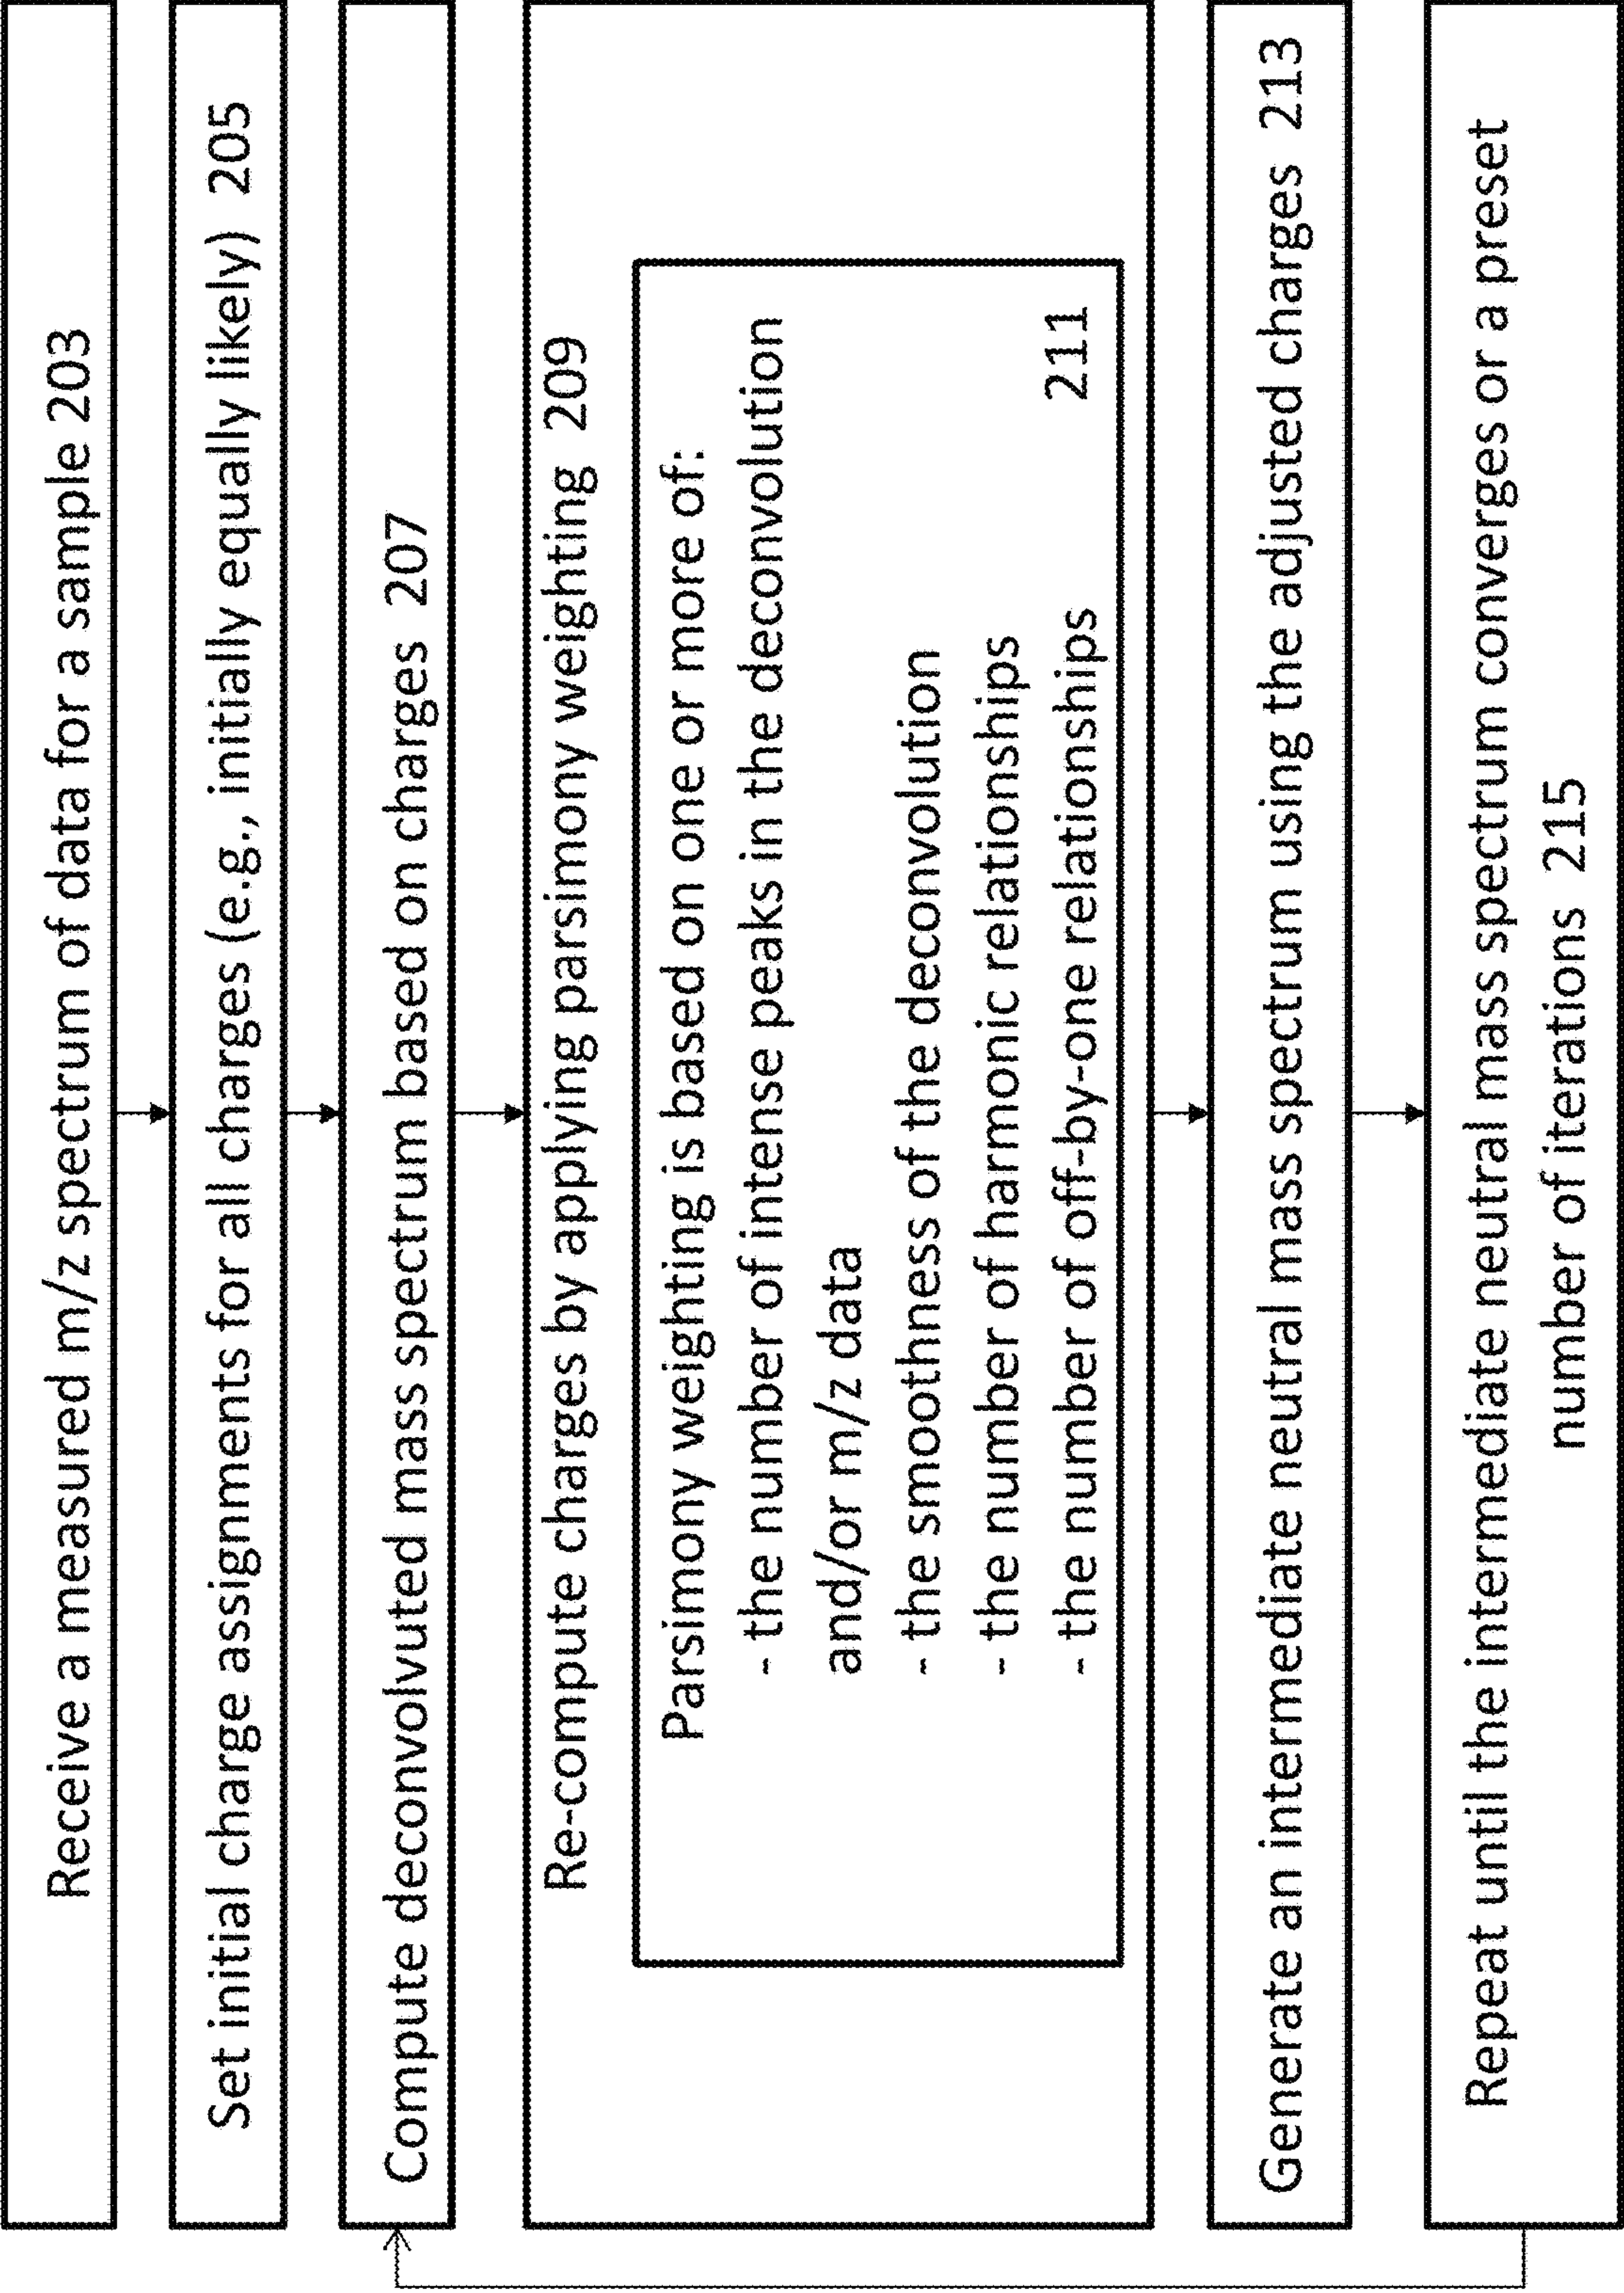 Receive a measured m/z spectrum of data for a sample 203
Set initial charge assignments for all charges (e.g., initially equally likely) 205
Compute deconvolvuted mass spectrum based on charges 207
Re-compute charges by applying parsimony weighting 209
Parsimony weighting is based on one or more of:
- the number of intense peaks in the deconvolution
and/or m/z data
- the smoothness of the deconvolution
- the number of harmonic relationships
- the number of off-by-one relationships 211
Generate an intermediate neutral mass spectrum using the adjusted charges 213
Repeat until the intermediate neutral mass spectrum converges or a preset
number of iterations 215